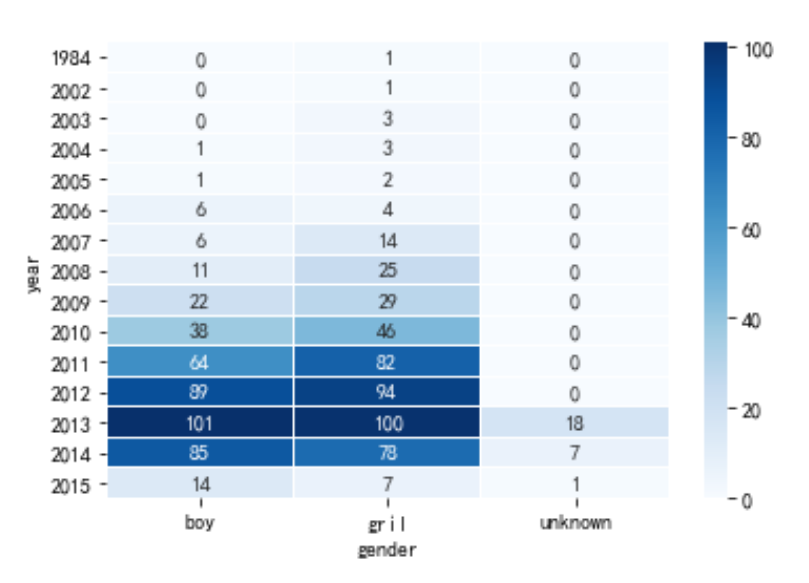 1984 0 1 0 100
2002 0 1 0
2003 0 3 0
2004 1 3 0 80
2005 1 2 0
2006 6 4 0
2007 6 14 0 60
2008 11 25 0
2009 22 29 0
2010 38 46 0 40
2011 64 82 0
2012 89 94 0
2013 101 100 18 20
2014 85 78 7
2015 14 7 1 0
year
boy gril unknown
gender